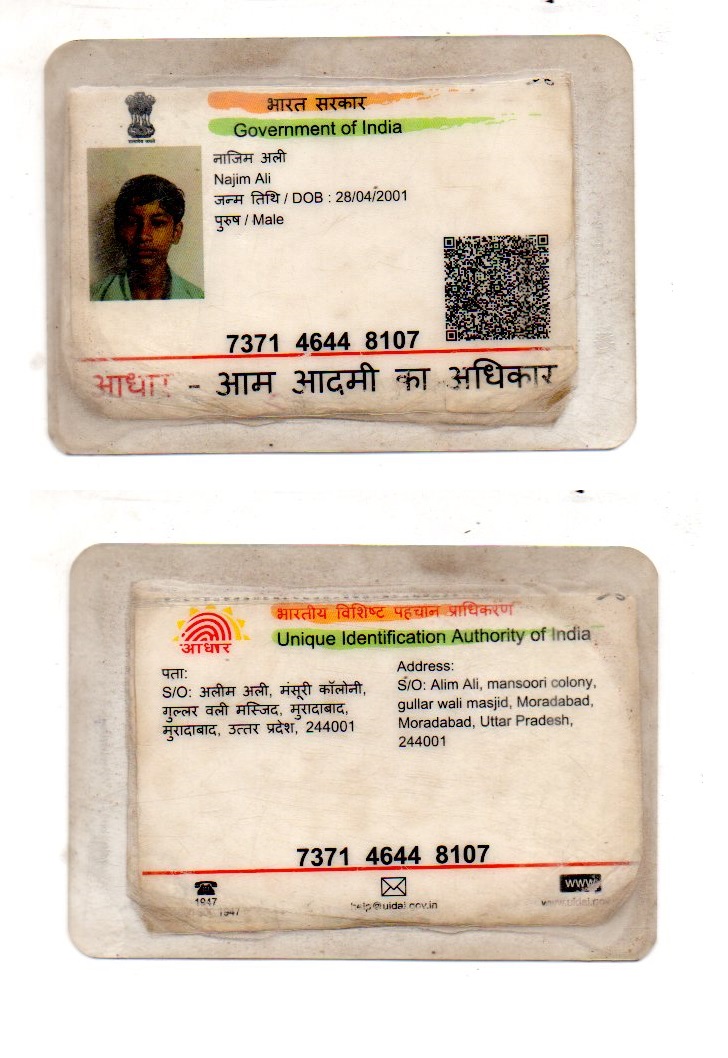 भारत सरकार
Government of India
नाजिम अली
Najim Ali
जन्म तिथि / DOB : 28/04/2001
पुरुष / Male
7371 4644 8107
आधार - आम आदमी का अधिकार
भारतीय विशिष्ट पहचान प्राधिकरण
Unique Identification Authority of India
आधार
पता:
S/O: अलीम अली, मंसूरी कॉलोनी,
गुल्लर वली मस्जिद, मुरादाबाद,
मुरादाबाद, उत्तर प्रदेश, 244001
Address:
S/O: Alim Ali, mansoori colony,
gullar wali masjid, Moradabad,
Moradabad, Uttar Pradesh,
244001
7371 4644 8107
1947
1947
help@uidai.gov.in
www